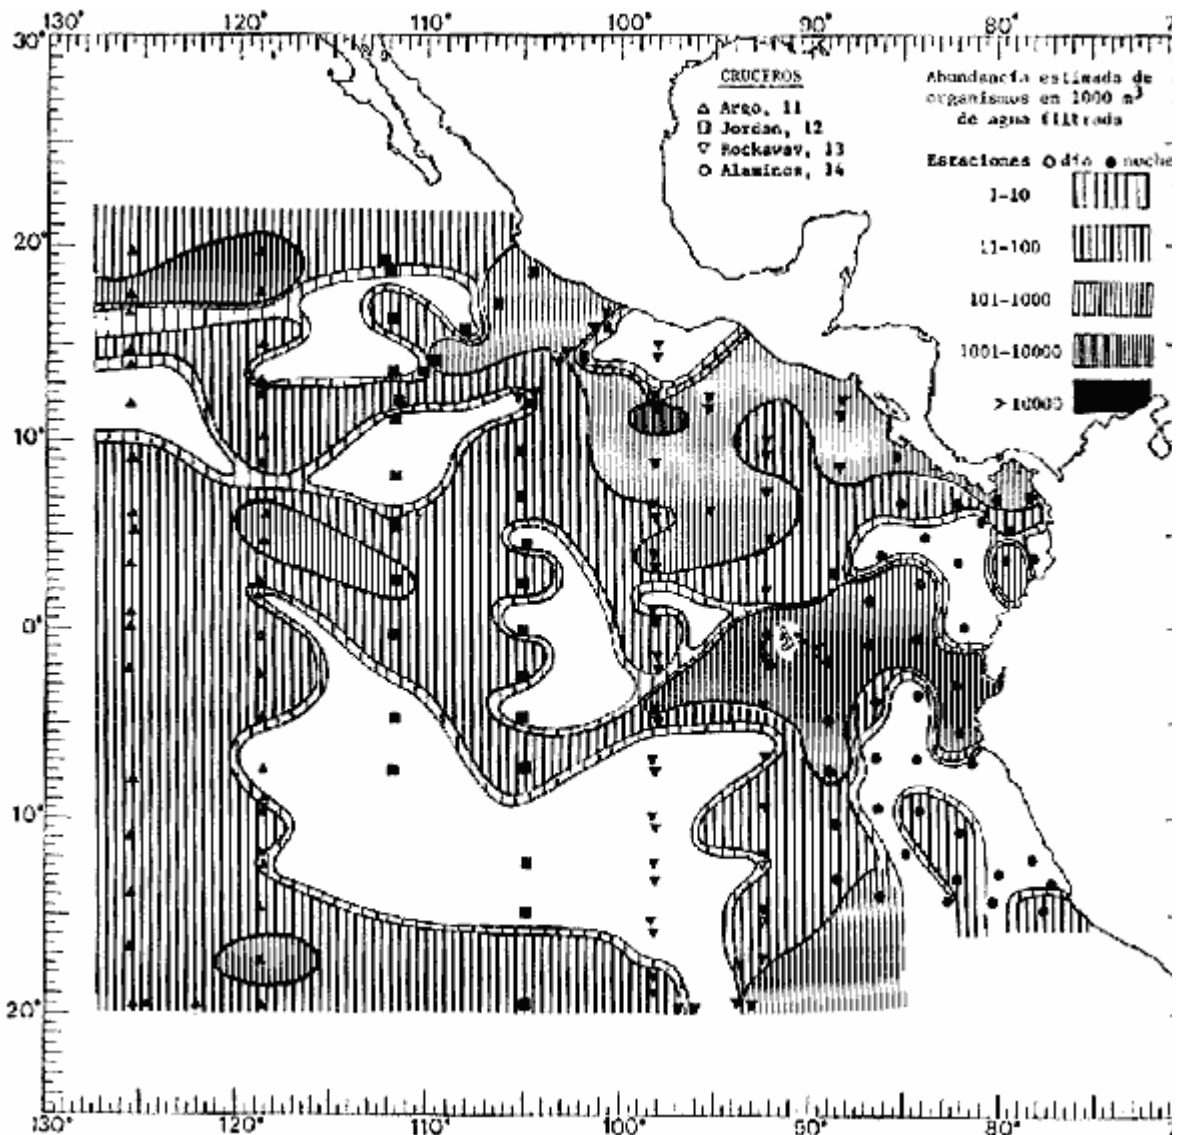 130° 120° 110° 100° 90° 80° 7
30°
CRUCEROS
△ Argo, 11
□ Jordan, 12
▽ Rockaway, 13
○ Alaminos, 14
Abundancia estimada de
organismos en 1000 m³
de agua filtrada
Estaciones ○ día ● noche
1-10
11-100
101-1000
1001-10000
>10000
20°
10°
0°
10°
20°
130° 120° 110° 100° 90° 80° 7